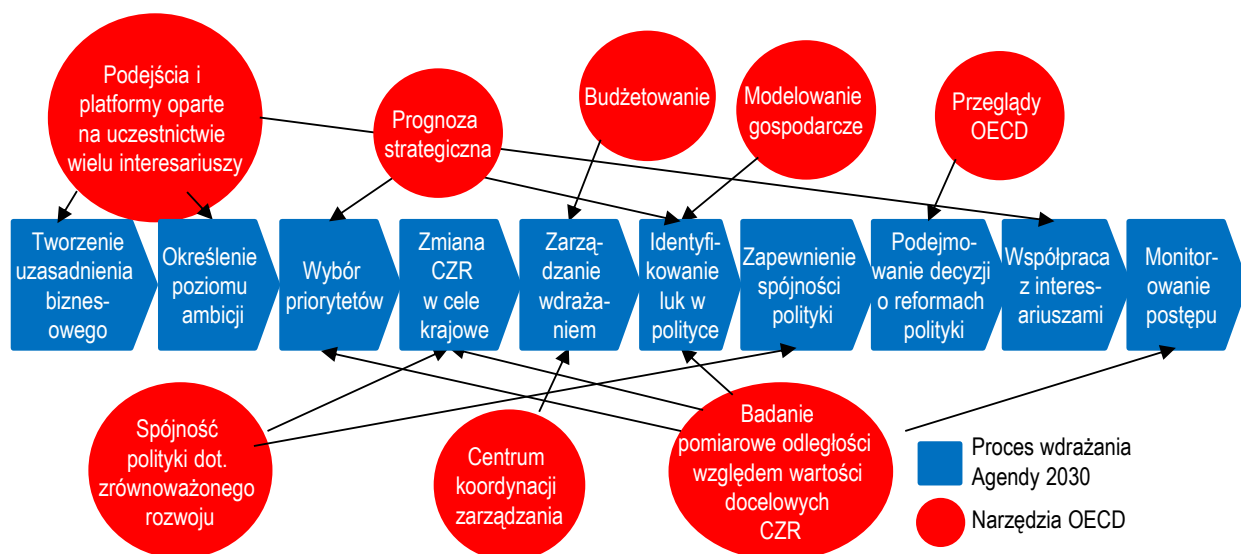 Podejścia i
platformy oparte
na uczestnictwie
wielu interesariuszy
Prognoza
strategiczna
Budżetowanie
Modelowanie
gospodarcze
Przeglądy
OECD
Tworzenie
uzasadnienia
biznes-
owego
Określenie
poziomu
ambicji
Wybór
priorytetów
Zmiana
CZR
w cele
krajowe
Zarzą-
dzanie
wdraża-
niem
Identyfi-
kowanie
luk w
polityce
Zapewnienie
spójności
polityki
Podejmo-
wanie decyzji
o reformach
polityki
Współpraca
z interes-
ariuszami
Monitor-
owanie
postępu
Spójność
polityki dot.
zrównoważonego
rozwoju
Centrum
koordynacji
zarządzania
Badanie
pomiarowe odległości
względem wartości
docelowych
CZR
Proces wdrażania
Agendy 2030
Narzędzia OECD